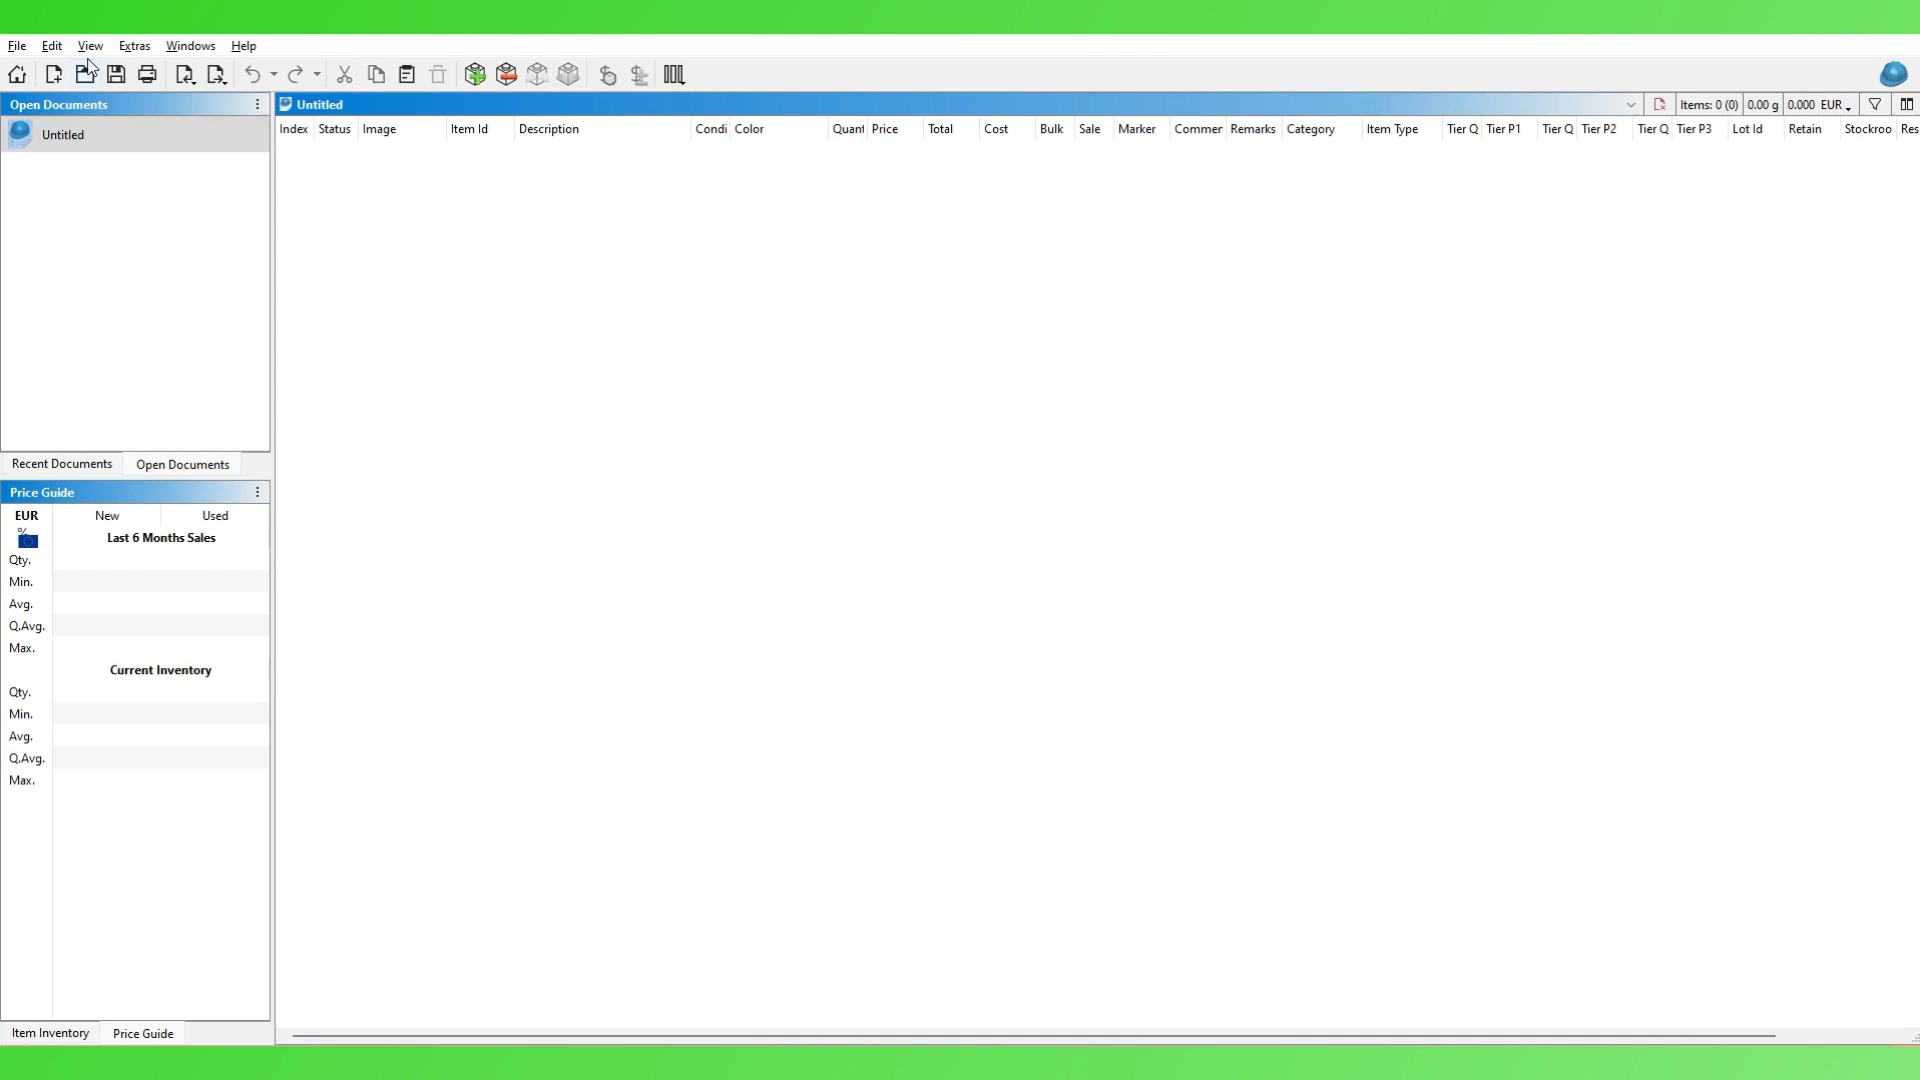 File Edit View Extras Windows Help
Open Documents
Untitled
Recent Documents Open Documents
Price Guide
EUR New Used
% Last 6 Months Sales
Qty.
Min.
Avg.
Q.Avg.
Max.
Current Inventory
Qty.
Min.
Avg.
Q.Avg.
Max.
Item Inventory Price Guide
Untitled Items: 0 (0) 0.00 g 0.000 EUR
Index Status Image Item Id Description Condi Color Quant Price Total Cost Bulk Sale Marker Commer Remarks Category Item Type Tier Q Tier P1 Tier Q Tier P2 Tier Q Tier P3 Lot Id Retain Stockroo Res